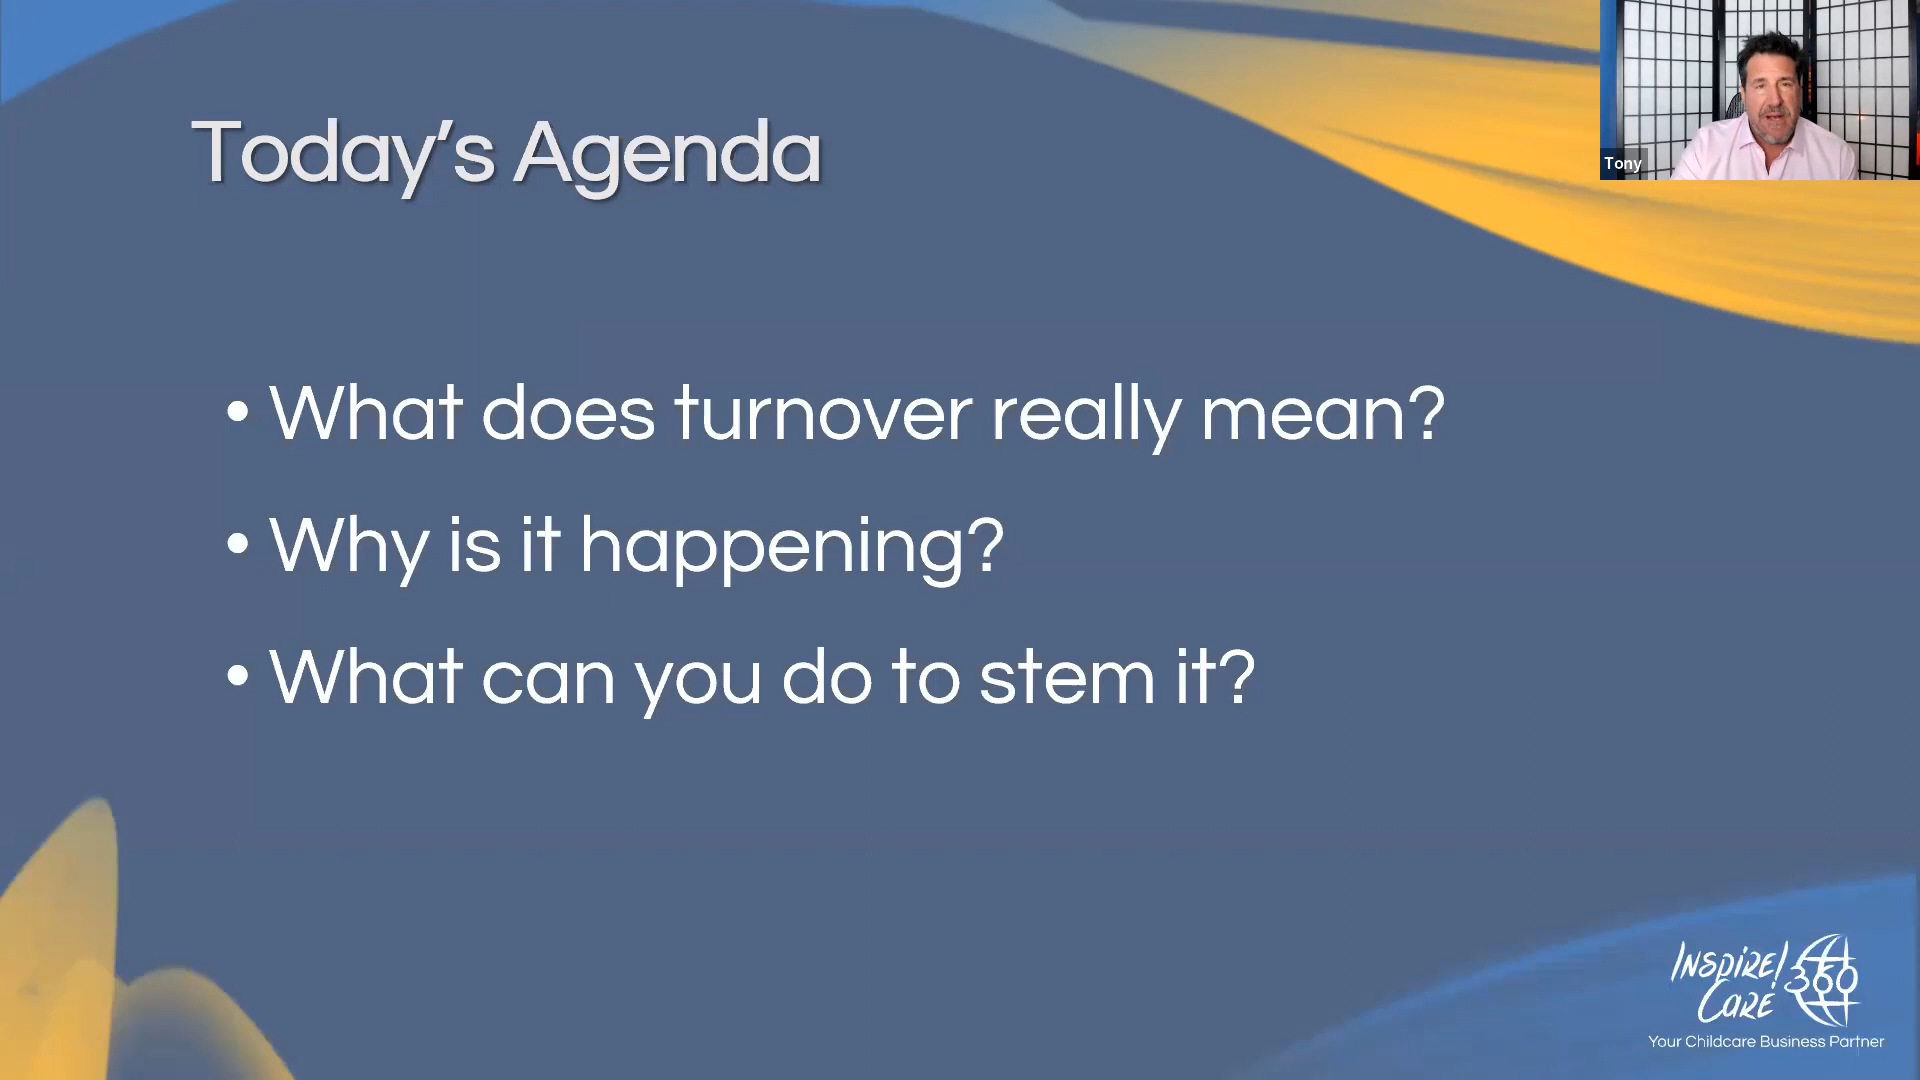 Today's Agenda
Tony
• What does turnover really mean?
• Why is it happening?
• What can you do to stem it?
INSPIRE!
CARE 360
Your Childcare Business Partner